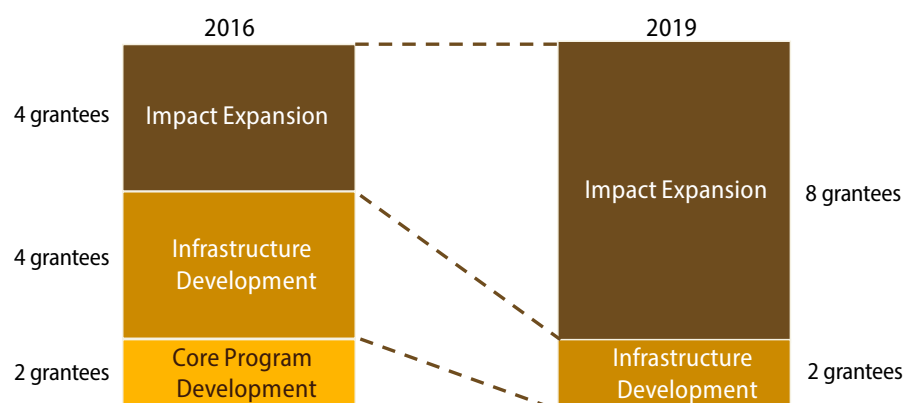 2016
2019
4 grantees
Impact Expansion
Impact Expansion
8 grantees
4 grantees
Infrastructure
Development
2 grantees
Core Program
Development
Infrastructure
Development
2 grantees